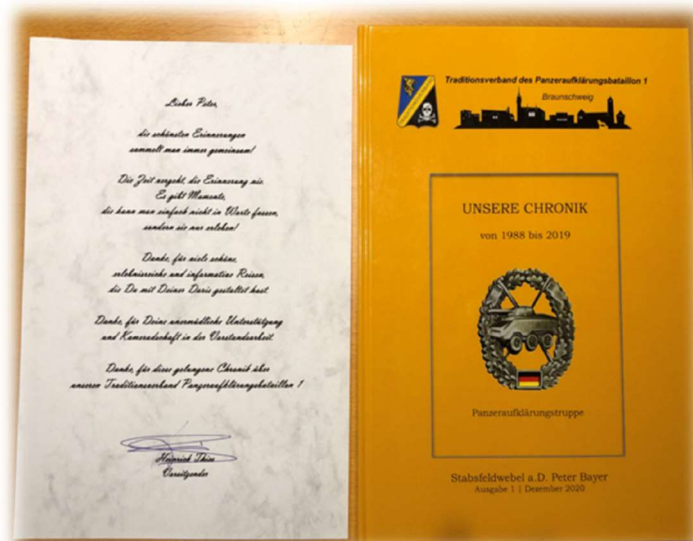 Lieber Peter,
die schönsten Erinnerungen
sammelt man immer gemeinsam!
Die Zeit vergeht, die Erinnerung nie.
Es gibt Momente,
die kann man einfach nicht in Worte fassen,
sondern sie nur erleben!
Danke, für viele schöne,
erlebnisreiche und informative Reisen,
die Du mit Deiner Doris gestaltet hast.
Danke, für Deine unermüdliche Unterstützung
und Kameradschaft in der Vorstandsarbeit.
Danke, für diese gelungene Chronik über
unseren Traditionsverband Panzeraufklärungsbataillon 1
Heinrich Thies
Vorsitzender
Traditionsverband des Panzeraufklärungsbataillon 1
Braunschweig
UNSERE CHRONIK
von 1988 bis 2019
Panzeraufklärungstruppe
Stabsfeldwebel a.D. Peter Bayer
Ausgabe 1 | Dezember 2020